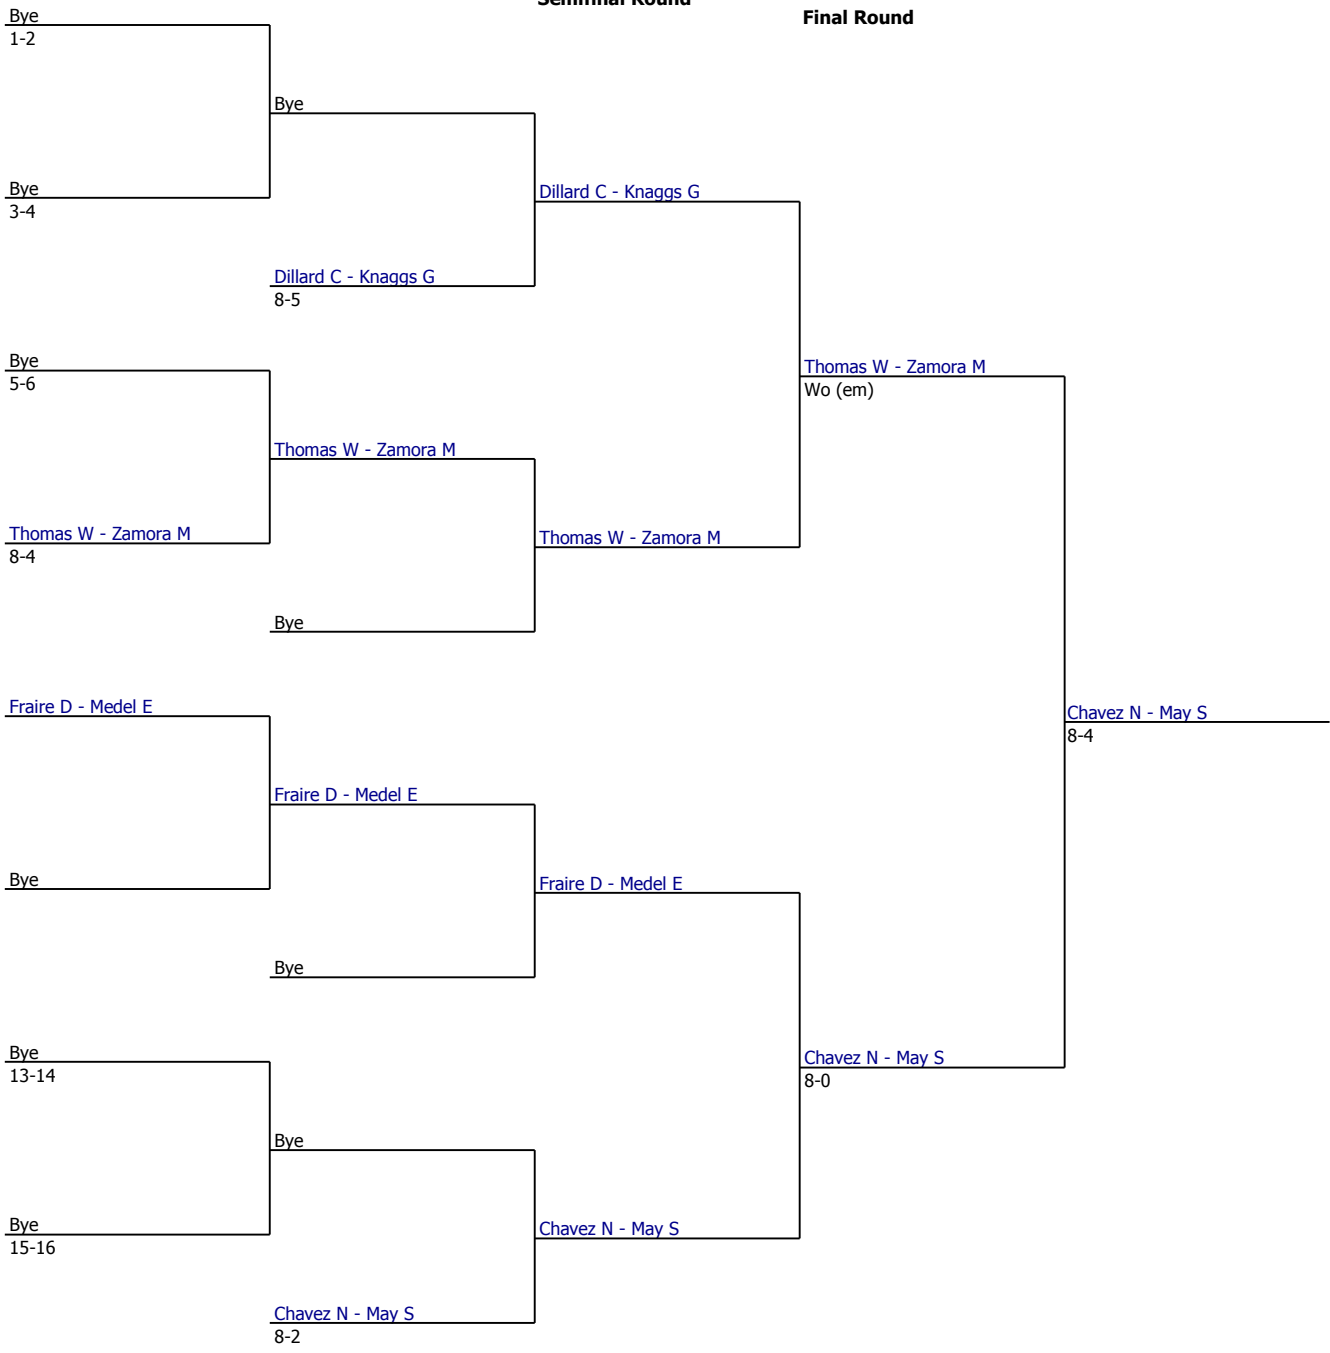 Semifinal Round
Final Round
Bye
1-2
Bye
Bye
3-4
Dillard C - Knaggs G
Dillard C - Knaggs G
8-5
Bye
5-6
Thomas W - Zamora M
Wo (em)
Thomas W - Zamora M
Thomas W - Zamora M
8-4
Thomas W - Zamora M
Bye
Fraire D - Medel E
Chavez N - May S
8-4
Fraire D - Medel E
Bye
Fraire D - Medel E
Bye
Bye
13-14
Chavez N - May S
8-0
Bye
Bye
15-16
Chavez N - May S
Chavez N - May S
8-2